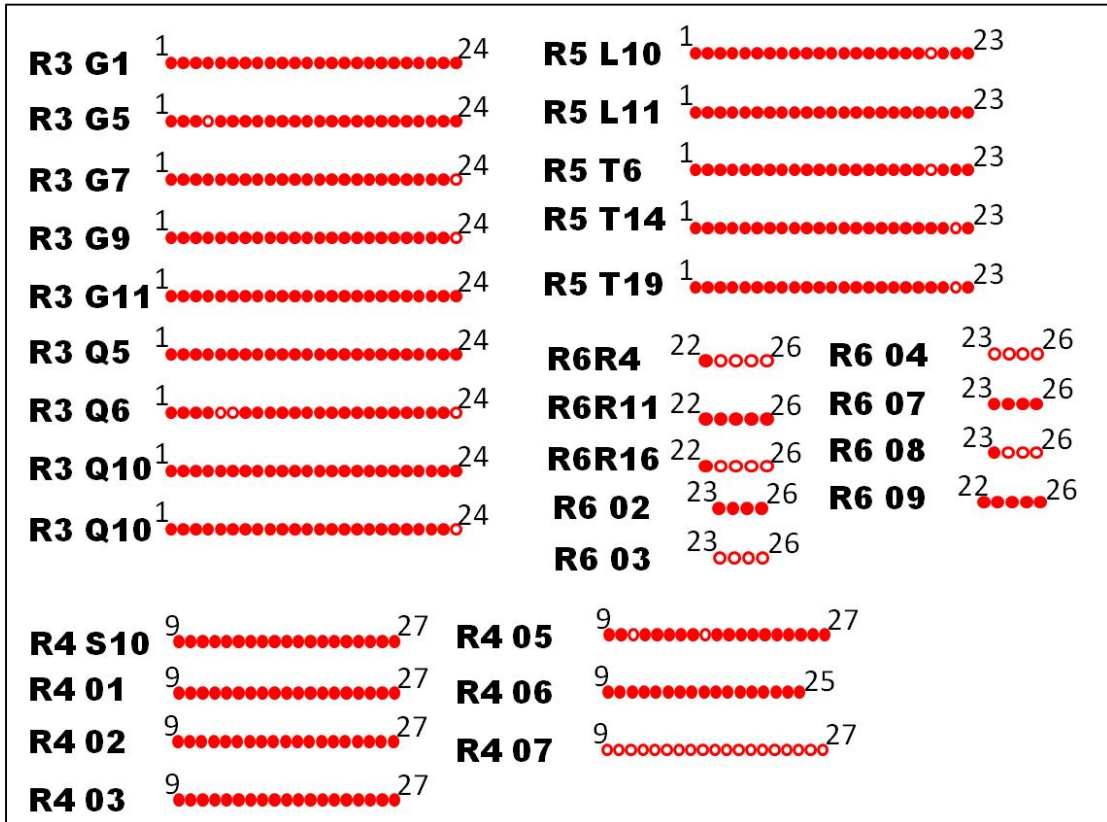 R3 G1 1 24
R3 G5 1 24
R3 G7 1 24
R3 G9 1 24
R3 G11 1 24
R3 Q5 1 24
R3 Q6 1 24
R3 Q10 1 24
R3 Q10 1 24
R5 L10 1 23
R5 L11 1 23
R5 T6 1 23
R5 T14 1 23
R5 T19 1 23
R6R4 22 26
R6R11 22 26
R6R16 22 26
R6 02 23 26
R6 03 23 26
R6 04 23 26
R6 07 23 26
R6 08 23 26
R6 09 22 26
R4 S10 9 27
R4 01 9 27
R4 02 9 27
R4 03 9 27
R4 05 9 27
R4 06 9 25
R4 07 9 27